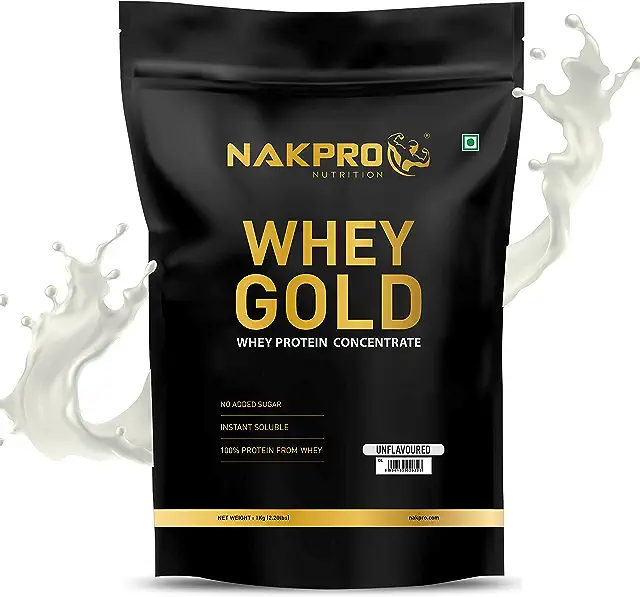 NAKPRO
®
NUTRITION
WHEY
GOLD
WHEY PROTEIN CONCENTRATE
NO ADDED SUGAR
INSTANT SOLUBLE
100% PROTEIN FROM WHEY
UNFLAVOURED
NET WEIGHT : 1Kg (2.20lbs)
nakpro.com